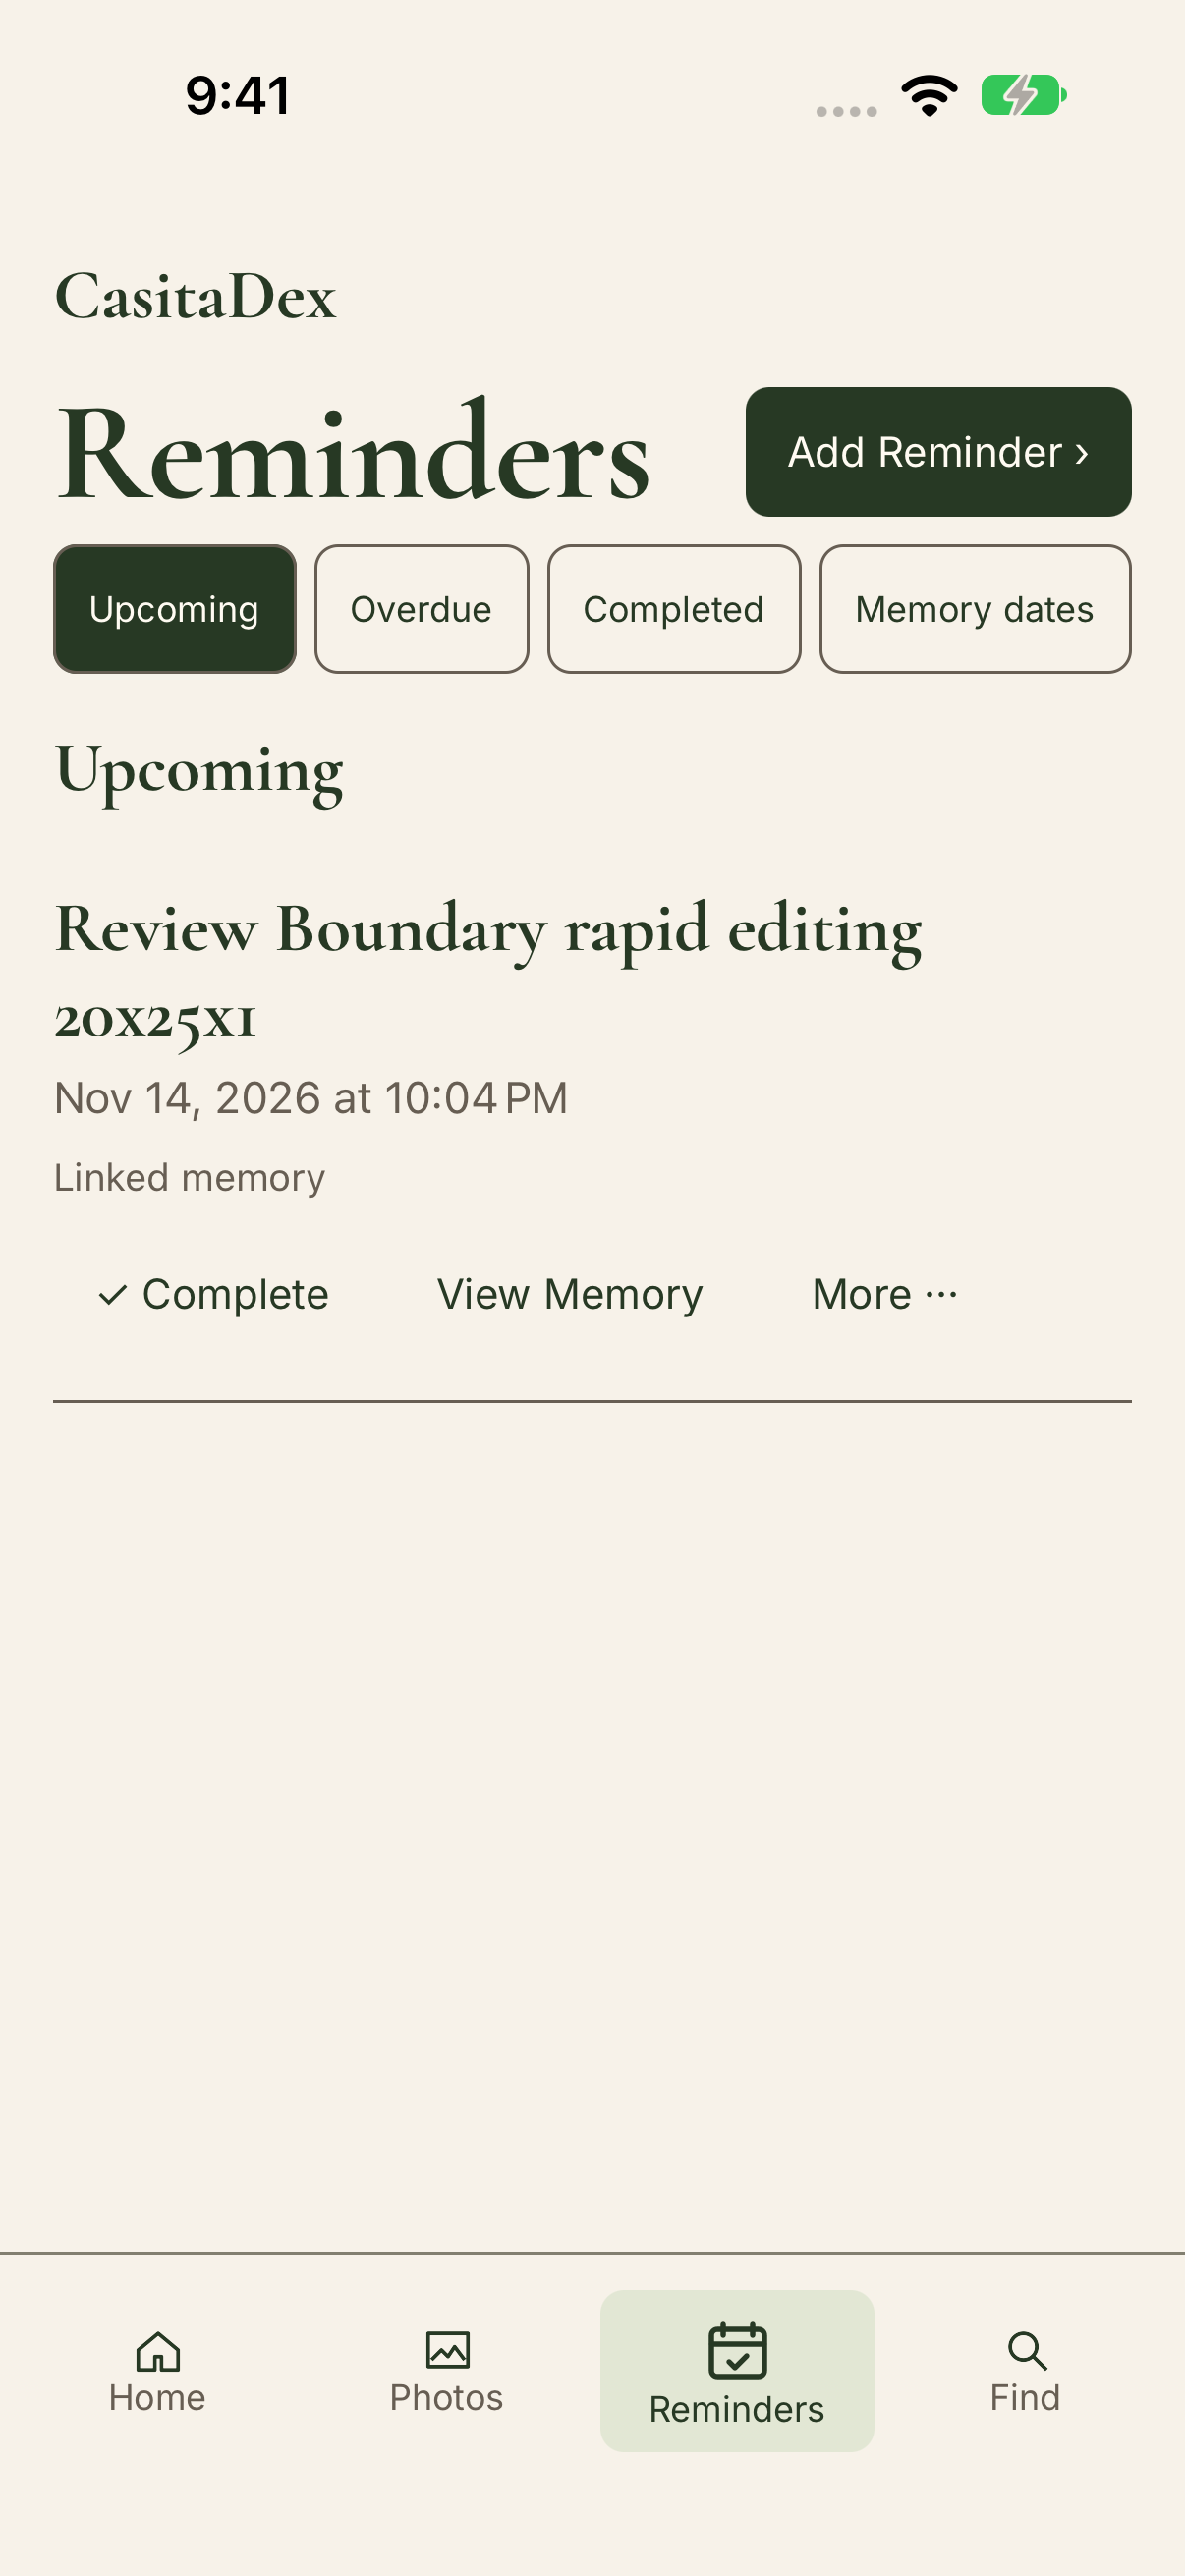 9:41
CasitaDex
Reminders
Add Reminder ›
Upcoming
Overdue
Completed
Memory dates
Upcoming
Review Boundary rapid editing
20x25x1
Nov 14, 2026 at 10:04 PM
Linked memory
✓ Complete
View Memory
More ···
Home
Photos
Reminders
Find